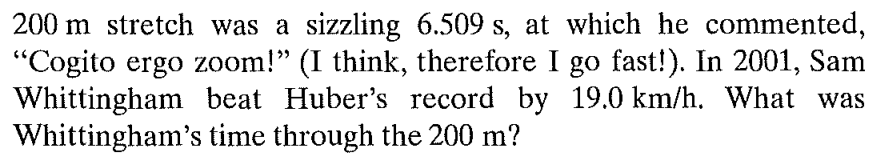 200 m stretch was a sizzling 6.509 s, at which he commented,
“Cogito ergo zoom!” (I think, therefore I go fast!). In 2001, Sam
Whittingham beat Huber’s record by 19.0 km/h. What was
Whittingham’s time through the 200 m?